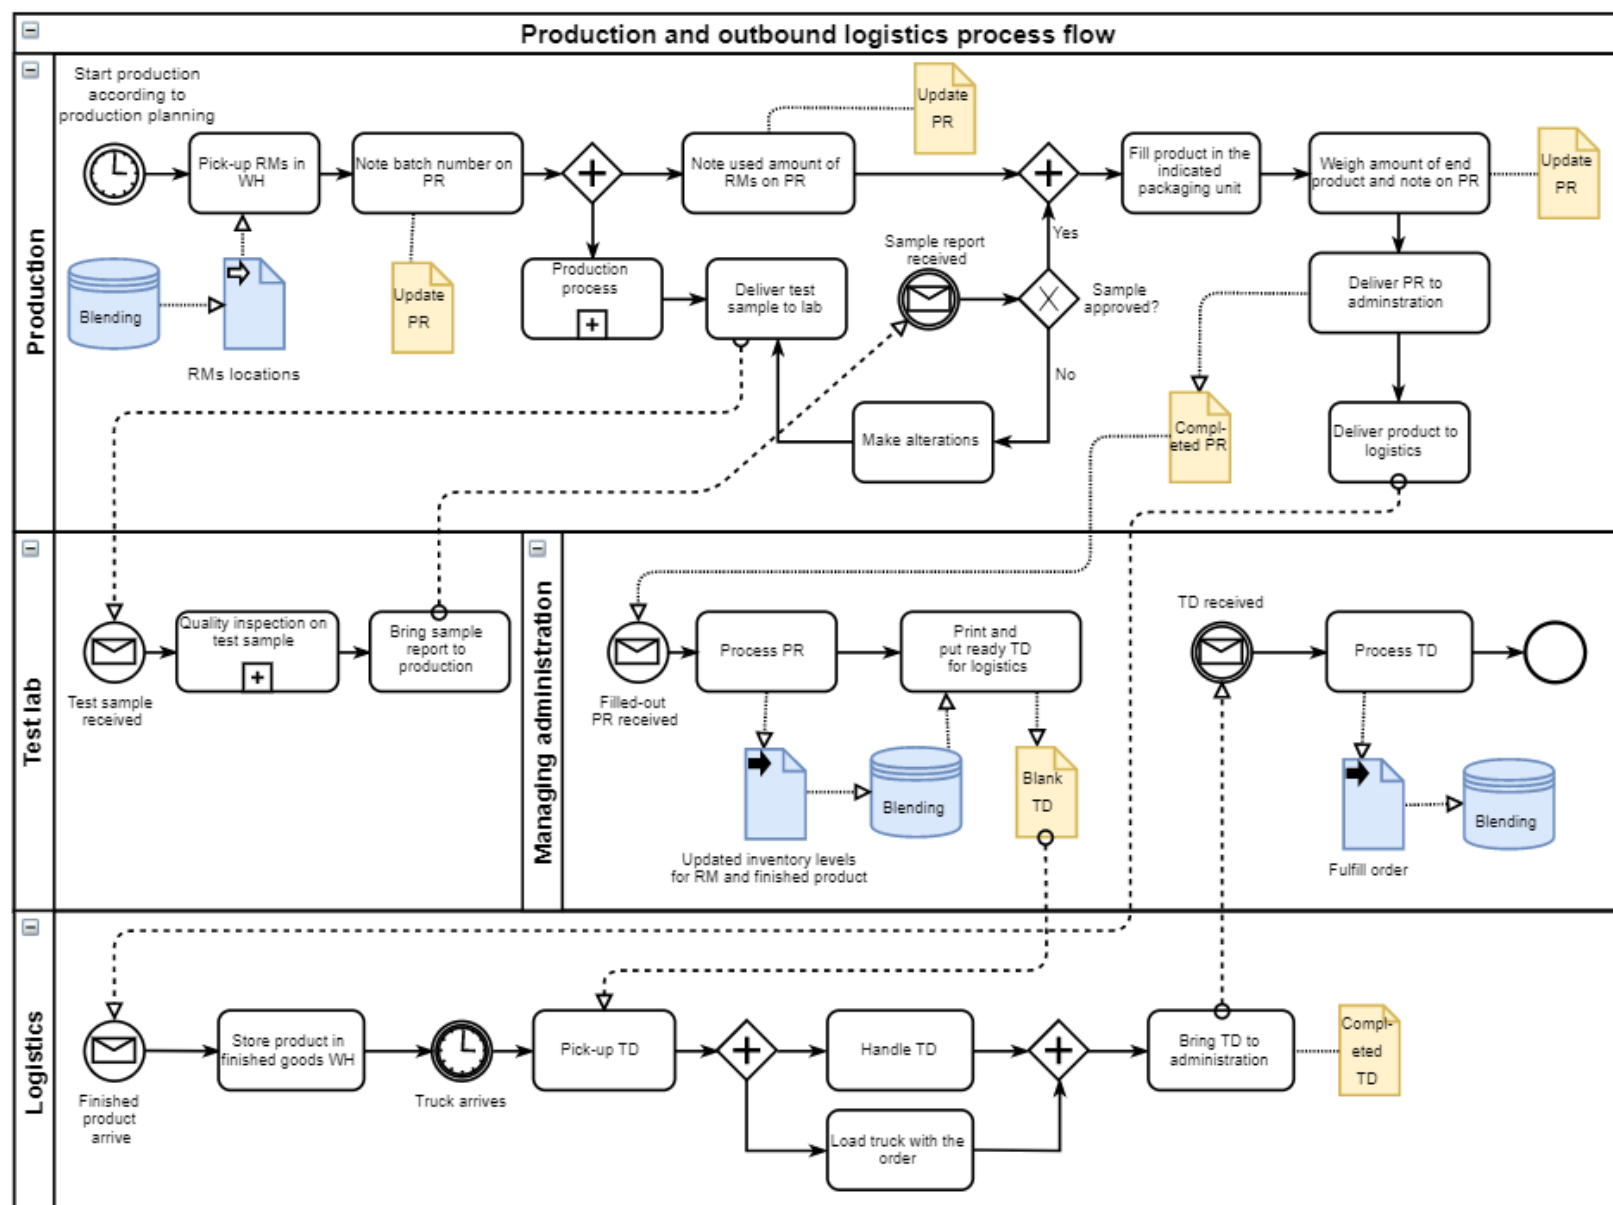 Production and outbound logistics process flow
Production
Start production
according to
production planning
Pick-up RMs in
WH
Note batch number on
PR
Note used amount of
RMs on PR
Update
PR
Fill product in the
indicated
packaging unit
Weigh amount of end
product and note on PR
Update
PR
Blending
RMs locations
Update
PR
Production
process
Deliver test
sample to lab
Sample report
received
Yes
Sample
approved?
No
Make alterations
Deliver PR to
adminstration
Compl-
eted PR
Deliver product to
logistics
Test lab
Test sample
received
Quality inspection on
test sample
Bring sample
report to
production
Managing administration
Filled-out
PR received
Process PR
Print and
put ready TD
for logistics
Updated inventory levels
for RM and finished product
Blending
Blank
TD
TD received
Process TD
Fulfill order
Blending
Logistics
Finished
product
arrive
Store product in
finished goods WH
Truck arrives
Pick-up TD
Handle TD
Load truck with the
order
Bring TD to
administration
Compl-
eted
TD